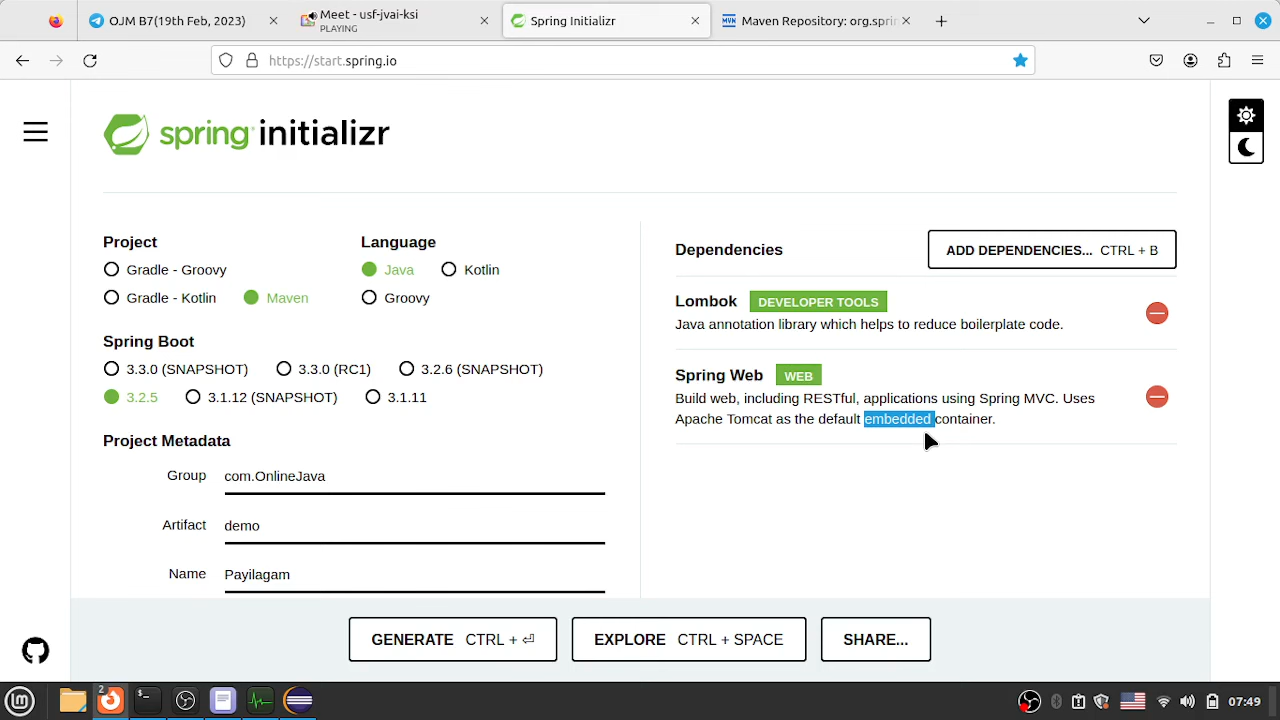 OJM B7(19th Feb, 2023)
Meet - usf-jvai-ksi
PLAYING
Spring Initializr
MVN
Maven Repository: org.sprin
https://start.spring.io
spring initializr
Project
Gradle - Groovy
Gradle - Kotlin
Maven
Language
Java
Kotlin
Groovy
Spring Boot
3.3.0 (SNAPSHOT)
3.3.0 (RC1)
3.2.6 (SNAPSHOT)
3.2.5
3.1.12 (SNAPSHOT)
3.1.11
Project Metadata
Group
com.OnlineJava
Artifact
demo
Name
Payilagam
Dependencies
ADD DEPENDENCIES... CTRL + B
Lombok DEVELOPER TOOLS
Java annotation library which helps to reduce boilerplate code.
Spring Web WEB
Build web, including RESTful, applications using Spring MVC. Uses
Apache Tomcat as the default embedded container.
GENERATE CTRL + ⏎
EXPLORE CTRL + SPACE
SHARE...
2
07:49